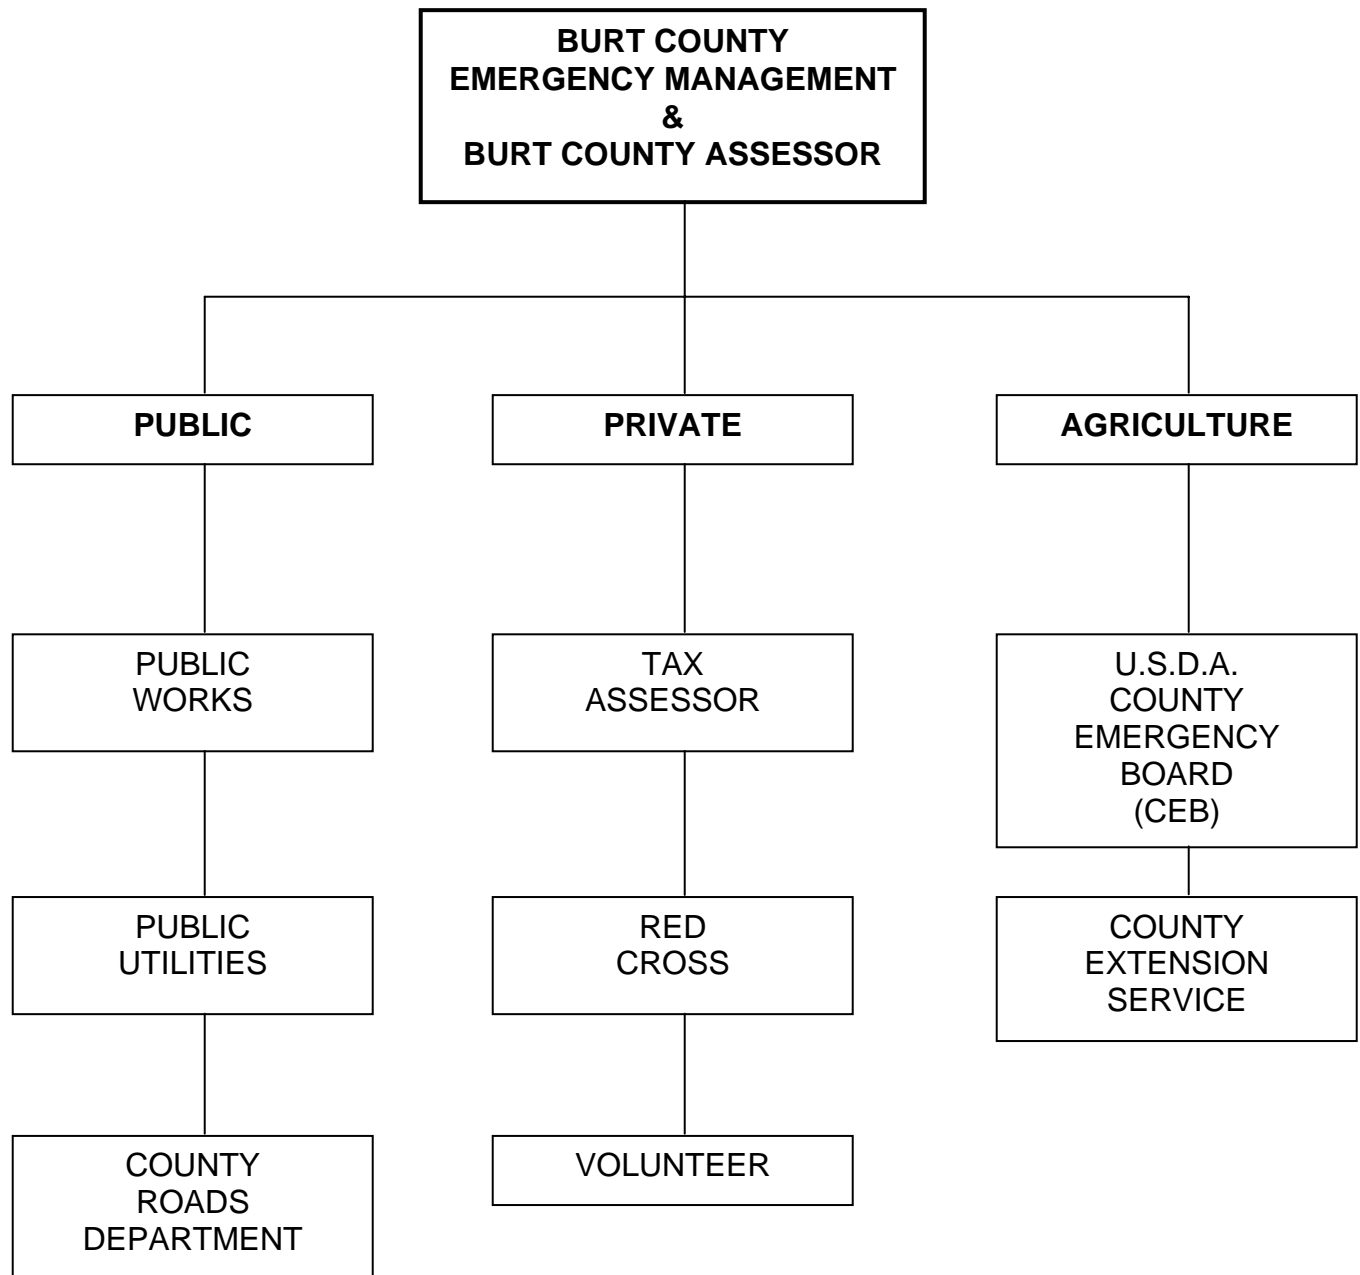 BURT COUNTY
EMERGENCY MANAGEMENT
&
BURT COUNTY ASSESSOR
PUBLIC
PRIVATE
AGRICULTURE
PUBLIC
WORKS
TAX
ASSESSOR
U.S.D.A.
COUNTY
EMERGENCY
BOARD
(CEB)
PUBLIC
UTILITIES
RED
CROSS
COUNTY
EXTENSION
SERVICE
COUNTY
ROADS
DEPARTMENT
VOLUNTEER